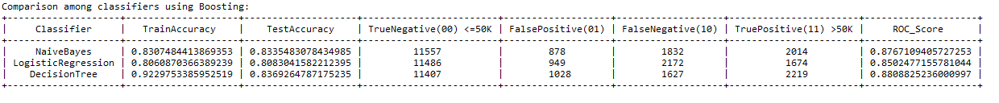 Comparison among classifiers using Boosting:
| Classifier | TrainAccuracy | TestAccuracy | TrueNegative(00) <=50K | FalsePositive(01) | FalseNegative(10) | TruePositive(11) >50K | ROC_Score |
| NaiveBayes | 0.8307484413869353 | 0.8335483078434985 | 11557 | 878 | 1832 | 2014 | 0.8767109405727253 |
| LogisticRegression | 0.8060870366389239 | 0.8083041582212395 | 11486 | 949 | 2172 | 1674 | 0.8502477155781044 |
| DecisionTree | 0.9229753385952519 | 0.8369264787175235 | 11407 | 1028 | 1627 | 2219 | 0.8808825236000997 |